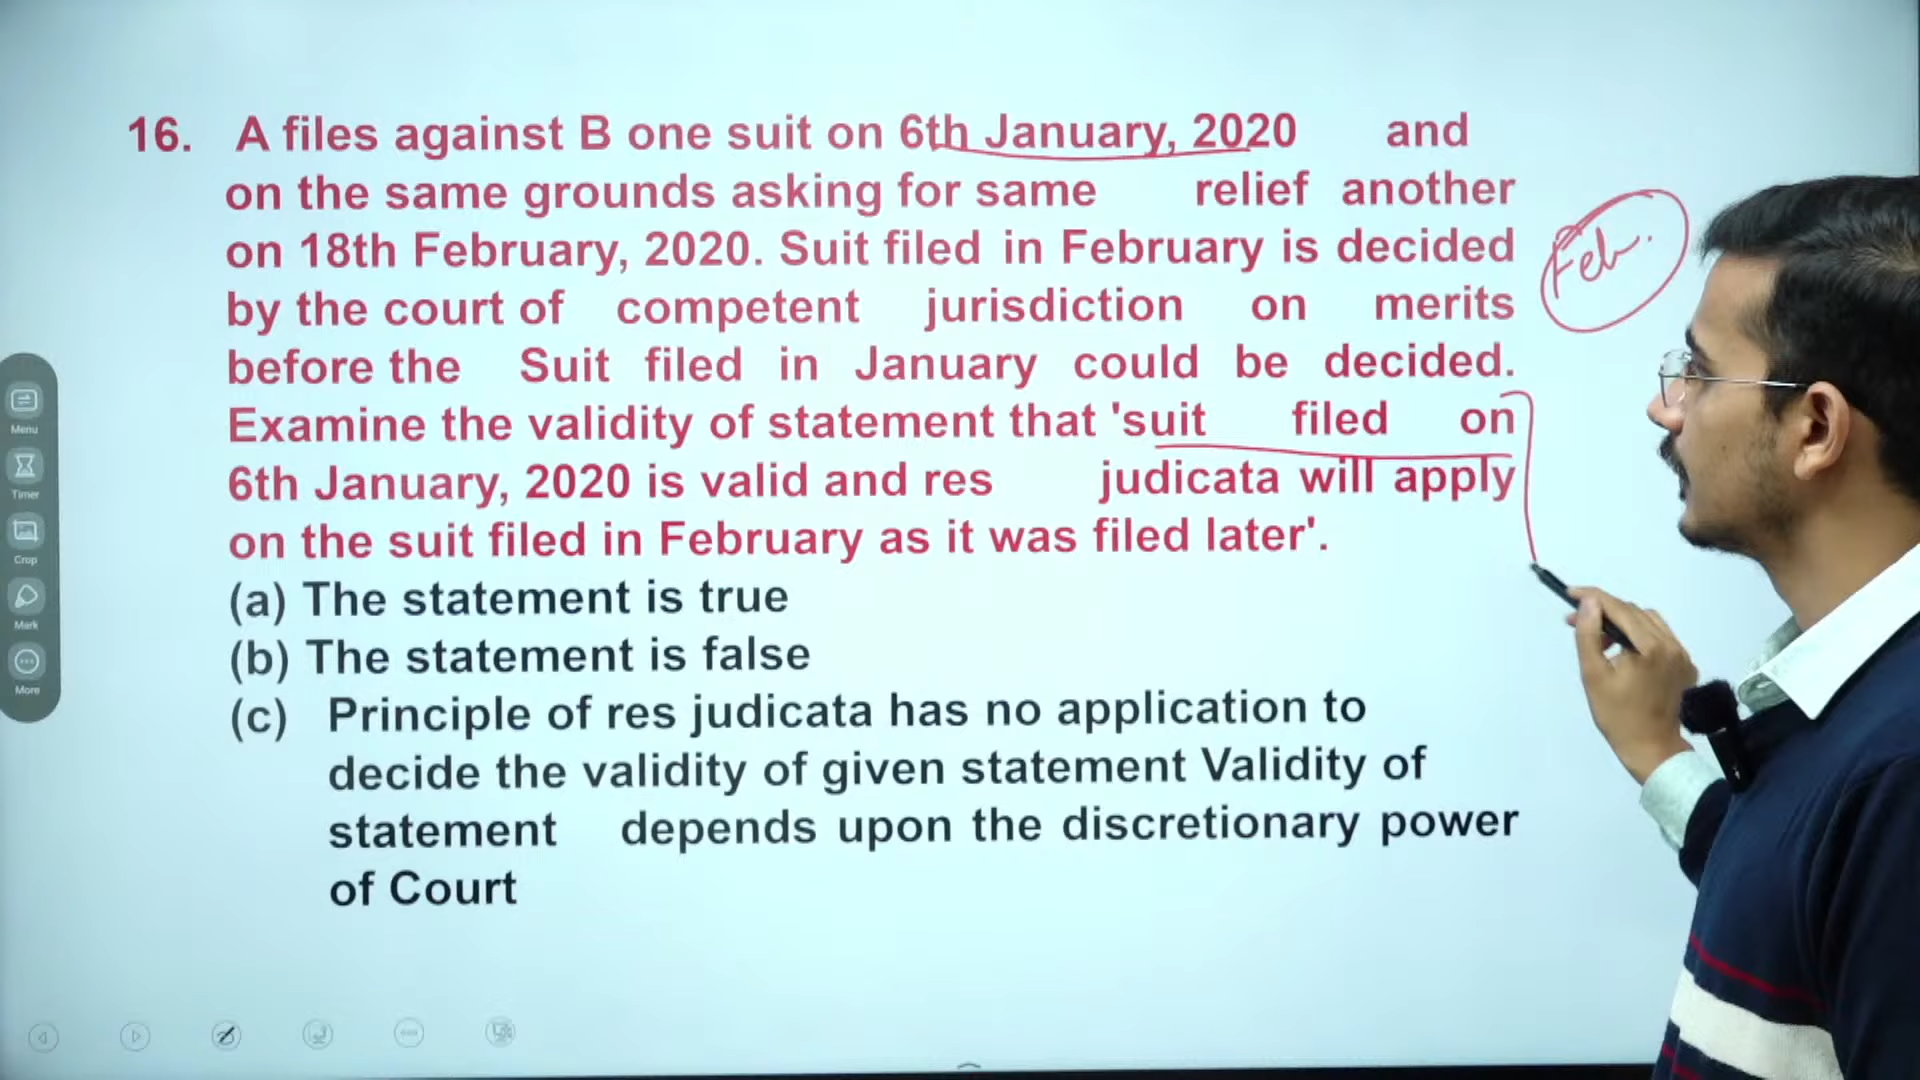 16. A files against B one suit on 6th January, 2020 and
on the same grounds asking for same relief another
on 18th February, 2020. Suit filed in February is decided
by the court of competent jurisdiction on merits
before the Suit filed in January could be decided.
Examine the validity of statement that 'suit filed on
6th January, 2020 is valid and res judicata will apply
on the suit filed in February as it was filed later'.
(a) The statement is true
(b) The statement is false
(c) Principle of res judicata has no application to
decide the validity of given statement Validity of
statement depends upon the discretionary power
of Court
Feb.
Menu
Timer
Crop
Mark
More